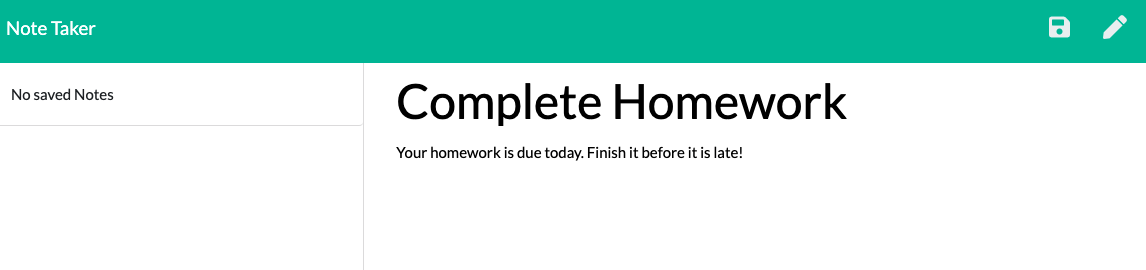 Note Taker
No saved Notes
Complete Homework
Your homework is due today. Finish it before it is late!